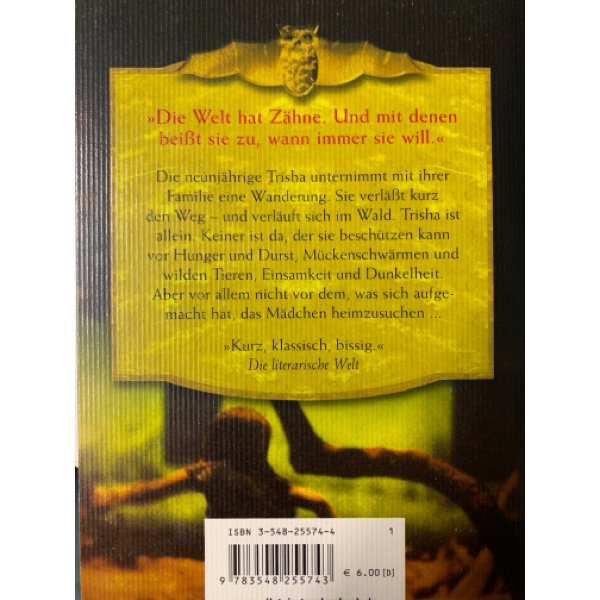 »Die Welt hat Zähne. Und mit denen
beißt sie zu, wann immer sie will.«
Die neunjährige Trisha unternimmt mit ihrer
Familie eine Wanderung. Sie verläßt kurz
den Weg – und verläuft sich im Wald. Trisha ist
allein. Keiner ist da, der sie beschützen kann
vor Hunger und Durst, Mückenschwärmen und
wilden Tieren, Einsamkeit und Dunkelheit.
Aber vor allem nicht vor dem, was sich aufge-
macht hat, das Mädchen heimzusuchen ...
»Kurz, klassisch, bissig.«
Die literarische Welt
ISBN 3-548-25574-4 1
9 783548 255743
€ 6.00 [D]